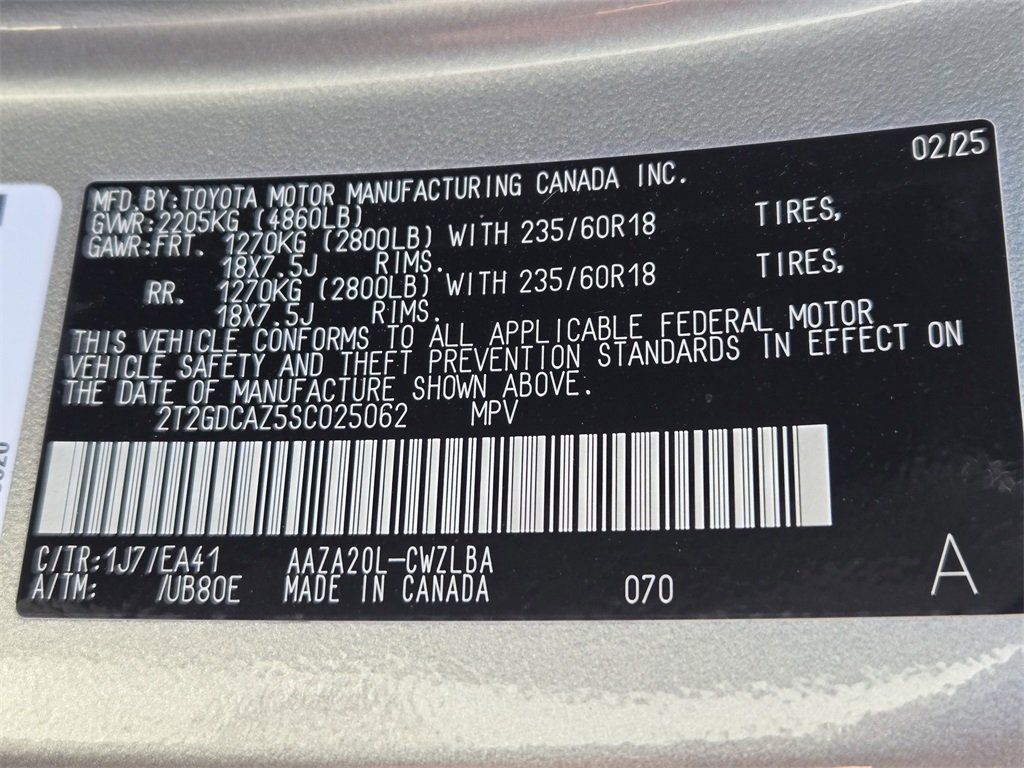 02/25
MFD.BY:TOYOTA MOTOR MANUFACTURING CANADA INC.
GVWR:2205KG (4860LB)
GAWR:FRT. 1270KG (2800LB) WITH 235/60R18 TIRES,
18X7.5J RIMS.
RR. 1270KG (2800LB) WITH 235/60R18 TIRES,
18X7.5J RIMS.
THIS VEHICLE CONFORMS TO ALL APPLICABLE FEDERAL MOTOR
VEHICLE SAFETY AND THEFT PREVENTION STANDARDS IN EFFECT ON
THE DATE OF MANUFACTURE SHOWN ABOVE.
2T2GDCAZ5SC025062 MPV
C/TR:1J7/EA41 AAZA20L-CWZLBA
A/TM: /UB80E MADE IN CANADA 070 A